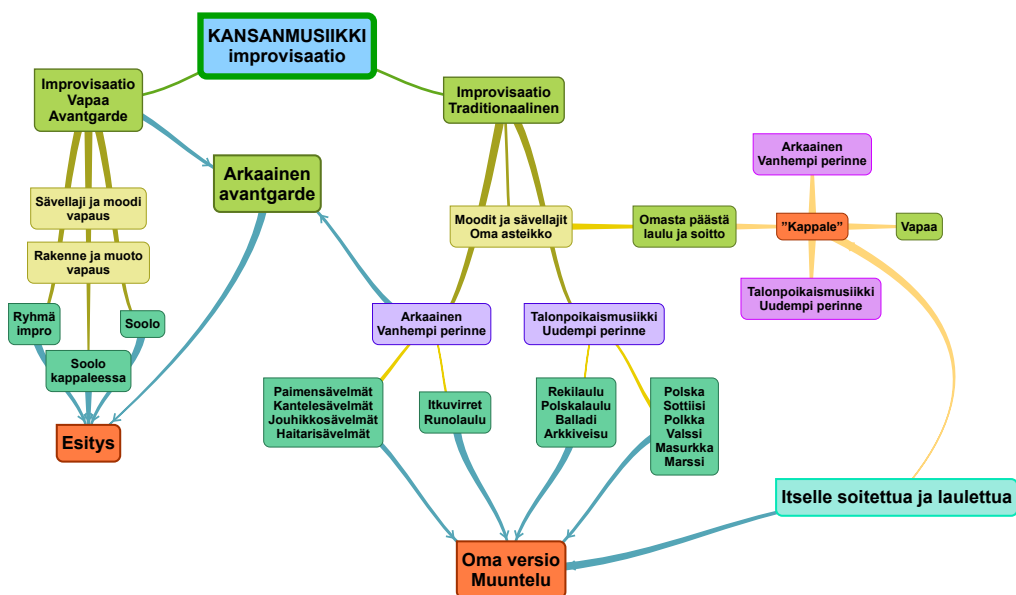 KANSANMUSIIKKI
improvisaatio
Improvisaatio
Vapaa
Avantgarde
Improvisaatio
Traditionaalinen
Arkaainen
Vanhempi perinne
Arkaainen
avantgarde
Sävellaji ja moodi
vapaus
Moodit ja sävellajit
Oma asteikko
Omasta päästä
laulu ja soitto
”Kappale”
Vapaa
Rakenne ja muoto
vapaus
Talonpoikaismusiikki
Uudempi perinne
Ryhmä
impro
Soolo
Arkaainen
Vanhempi perinne
Talonpoikaismusiikki
Uudempi perinne
Soolo
kappaleessa
Paimensävelmät
Kantelesävelmät
Jouhikkosävelmät
Haitarisävelmät
Itkuvirret
Runolaulu
Rekilaulu
Polskalaulu
Balladi
Arkkiveisu
Polska
Sottiisi
Polkka
Valssi
Masurkka
Marssi
Esitys
Itselle soitettua ja laulettua
Oma versio
Muuntelu